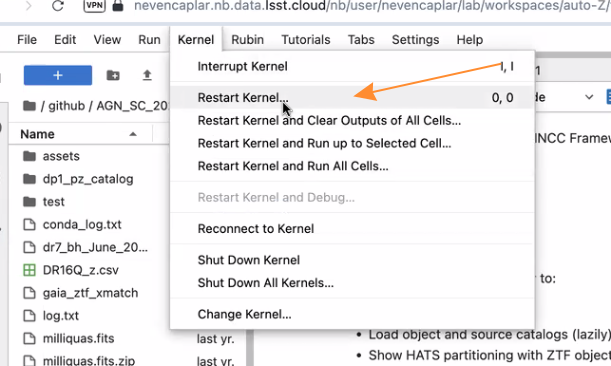 VPN nevencaplar.nb.data.lsst.cloud/nb/user/nevencaplar/lab/workspaces/auto-Z/
File Edit View Run Kernel Rubin Tutorials Tabs Settings Help
Interrupt Kernel I, I
Restart Kernel... 0, 0
Restart Kernel and Clear Outputs of All Cells...
Restart Kernel and Run up to Selected Cell...
Restart Kernel and Run All Cells...
Restart Kernel and Debug...
Reconnect to Kernel
Shut Down Kernel
Shut Down All Kernels...
Change Kernel...
/ github / AGN_SC_20
Name
assets
dp1_pz_catalog
test
conda_log.txt
dr7_bh_June_20...
DR16Q_z.csv
gaia_ztf_xmatch
log.txt
milliquas.fits last yr.
milliquas.fits.zip last yr.
1
de
INCC Framew
to:
• Load object and source catalogs (lazily)
• Show HATS partitioning with ZTF object